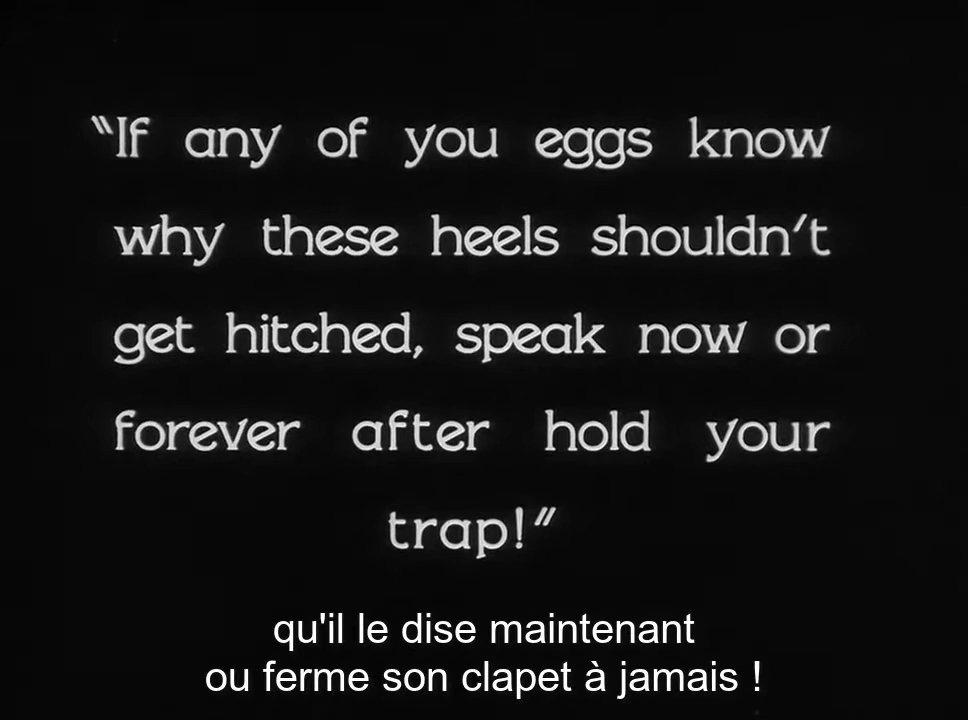 "If any of you eggs know
why these heels shouldn't
get hitched, speak now or
forever after hold your
trap!"
qu'il le dise maintenant
ou ferme son clapet à jamais !